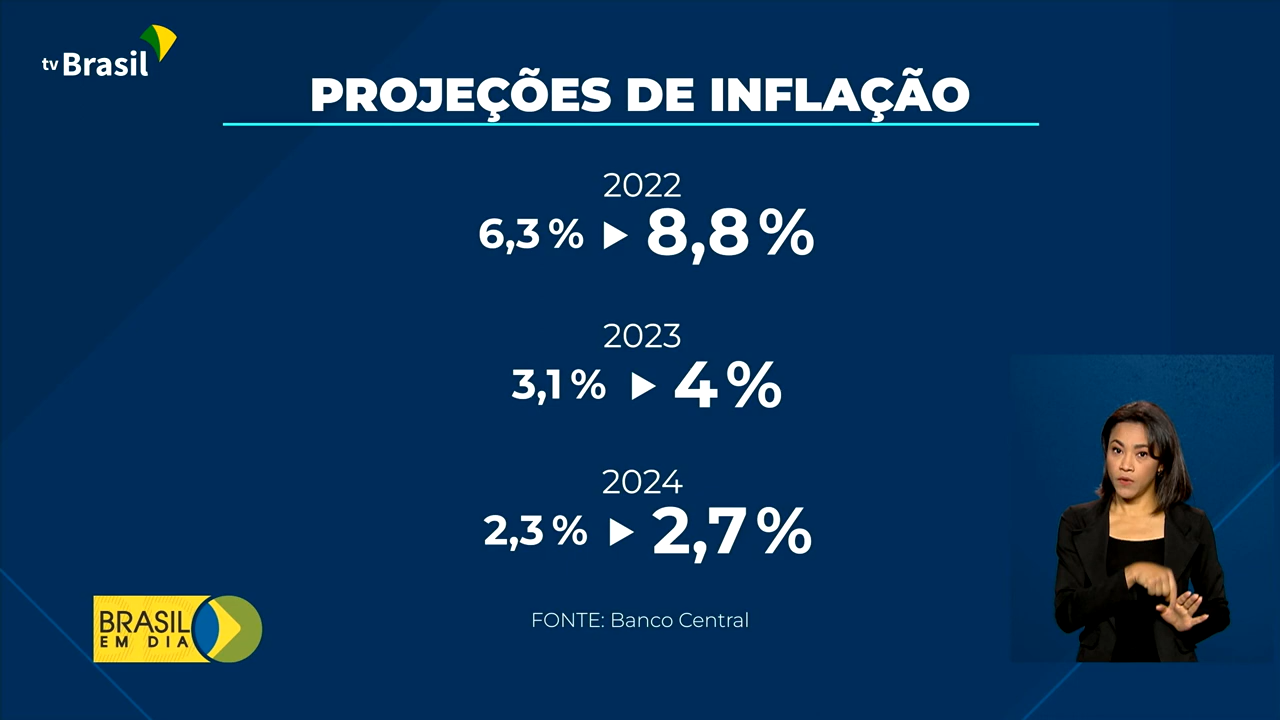 tv Brasil
PROJEÇÕES DE INFLAÇÃO
2022
6,3% ▶ 8,8%
2023
3,1% ▶ 4%
2024
2,3% ▶ 2,7%
BRASIL
EM DIA
FONTE: Banco Central